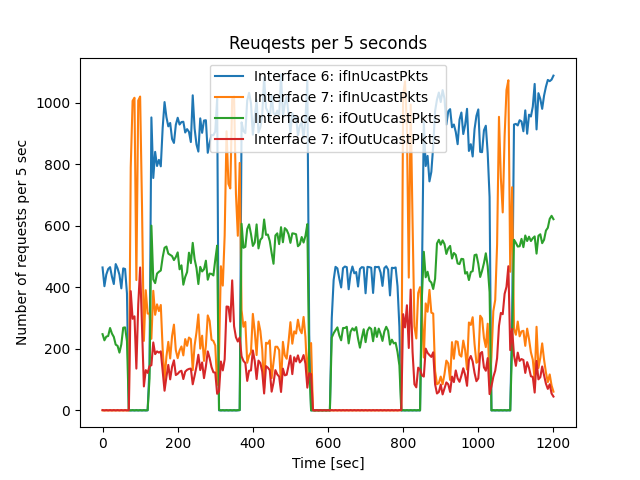 Reuqests per 5 seconds
Interface 6: ifInUcastPkts
Interface 7: ifInUcastPkts
Interface 6: ifOutUcastPkts
Interface 7: ifOutUcastPkts
Number of requests per 5 sec
1000
800
600
400
200
0
0 200 400 600 800 1000 1200
Time [sec]